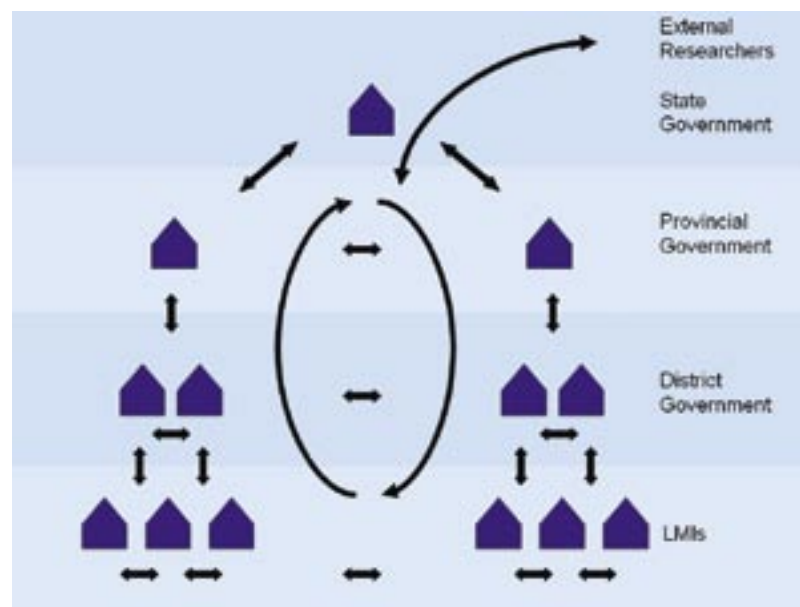 External
Researchers
State
Government
Provincial
Government
District
Government
LMIs